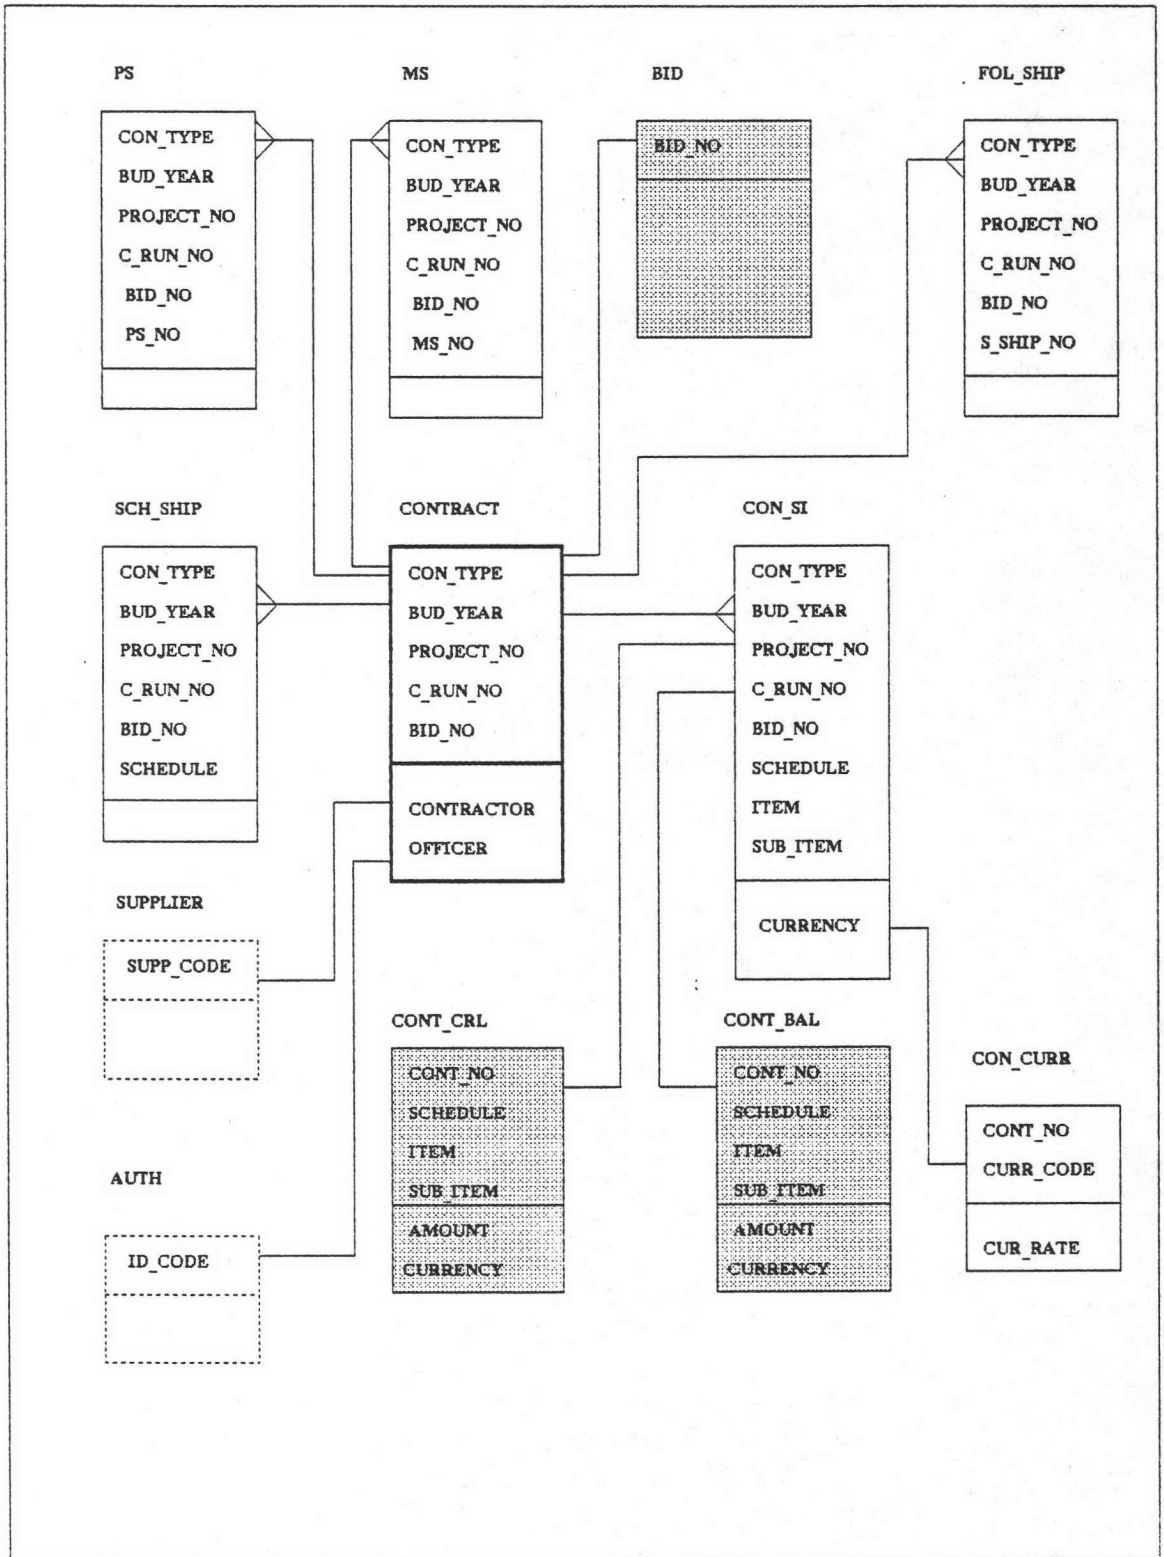 PS
CON_TYPE
BUD_YEAR
PROJECT_NO
C_RUN_NO
BID_NO
PS_NO
MS
CON_TYPE
BUD_YEAR
PROJECT_NO
C_RUN_NO
BID_NO
MS_NO
BID
BID_NO
FOL_SHIP
CON_TYPE
BUD_YEAR
PROJECT_NO
C_RUN_NO
BID_NO
S_SHIP_NO
SCH_SHIP
CON_TYPE
BUD_YEAR
PROJECT_NO
C_RUN_NO
BID_NO
SCHEDULE
CONTRACT
CON_TYPE
BUD_YEAR
PROJECT_NO
C_RUN_NO
BID_NO
CONTRACTOR
OFFICER
CON_SI
CON_TYPE
BUD_YEAR
PROJECT_NO
C_RUN_NO
BID_NO
SCHEDULE
ITEM
SUB_ITEM
CURRENCY
SUPPLIER
SUPP_CODE
CONT_CRL
CONT_NO
SCHEDULE
ITEM
SUB_ITEM
AMOUNT
CURRENCY
CONT_BAL
CONT_NO
SCHEDULE
ITEM
SUB_ITEM
AMOUNT
CURRENCY
CON_CURR
CONT_NO
CURR_CODE
CUR_RATE
AUTH
ID_CODE